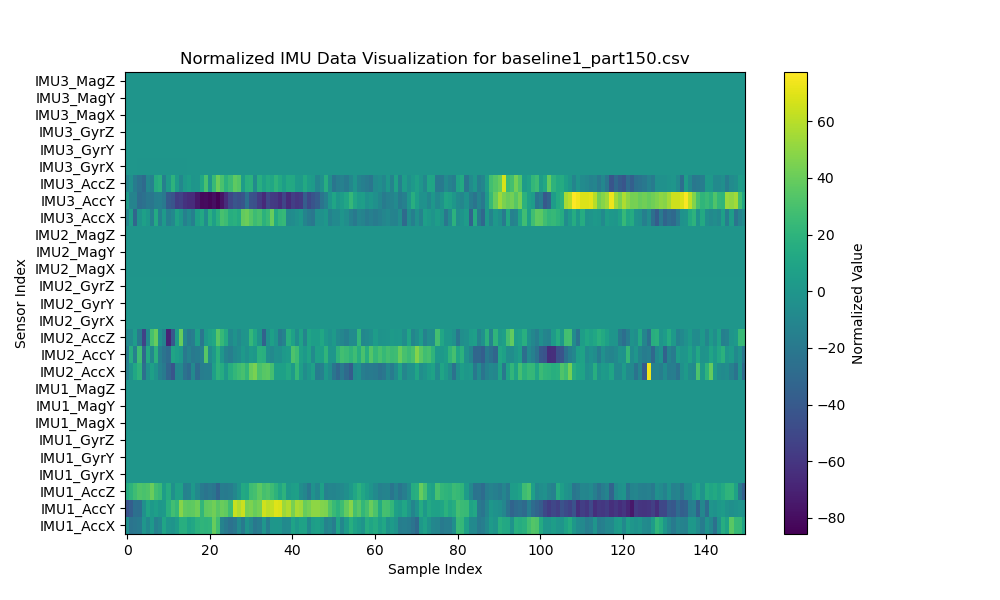 Normalized IMU Data Visualization for baseline1_part150.csv
IMU3_MagZ
IMU3_MagY
IMU3_MagX
IMU3_GyrZ
IMU3_GyrY
IMU3_GyrX
IMU3_AccZ
IMU3_AccY
IMU3_AccX
IMU2_MagZ
IMU2_MagY
IMU2_MagX
IMU2_GyrZ
IMU2_GyrY
IMU2_GyrX
IMU2_AccZ
IMU2_AccY
IMU2_AccX
IMU1_MagZ
IMU1_MagY
IMU1_MagX
IMU1_GyrZ
IMU1_GyrY
IMU1_GyrX
IMU1_AccZ
IMU1_AccY
IMU1_AccX
Sensor Index
0 20 40 60 80 100 120 140
Sample Index
60
40
20
0
−20
−40
−60
−80
Normalized Value